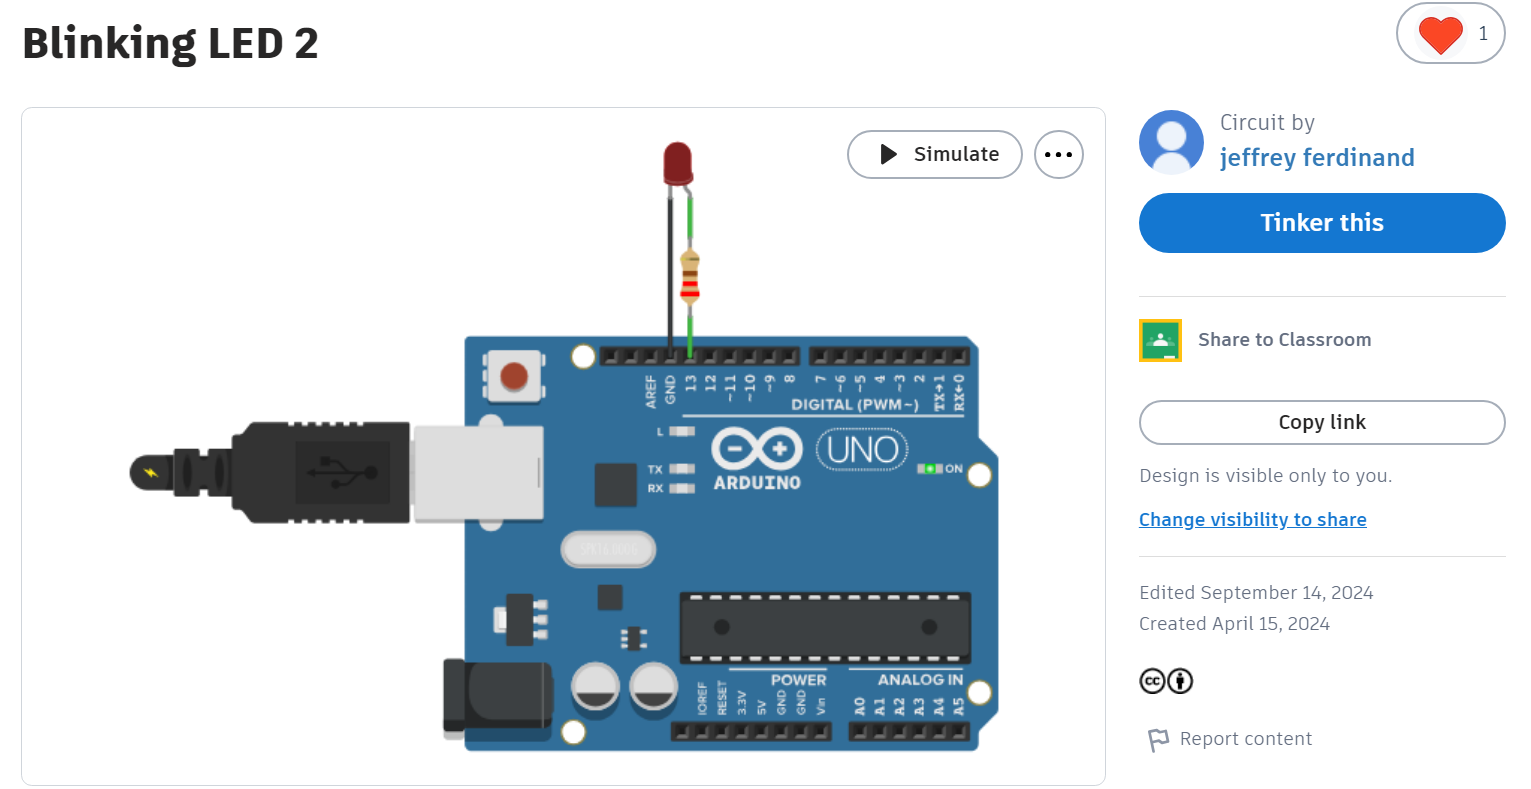 Blinking LED 2
1
Simulate
Circuit by
jeffrey ferdinand
Tinker this
Share to Classroom
Copy link
Design is visible only to you.
Change visibility to share
Edited September 14, 2024
Created April 15, 2024
cc
Report content
AREF
GND
13
12
~11
~10
~9
8
7
~6
~5
4
~3
2
TX→1
RX←0
DIGITAL (PWM~)
L
TX
RX
ARDUINO
UNO
ON
POWER
ANALOG IN
IOREF
RESET
3.3V
5V
GND
GND
Vin
A0
A1
A2
A3
A4
A5